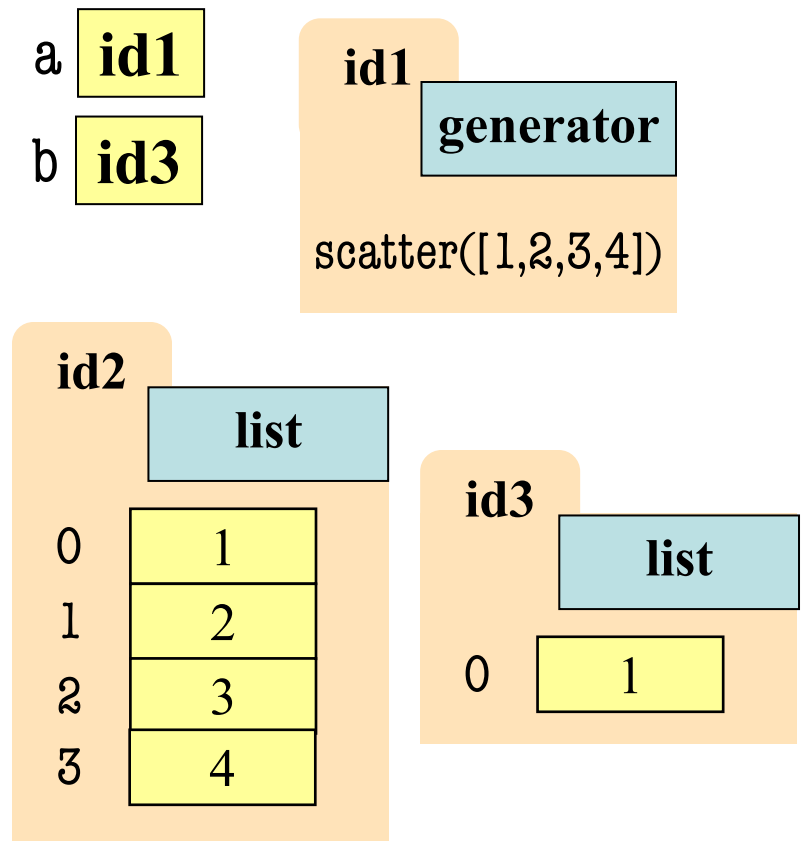 a id1
b id3
id1
generator
scatter([1,2,3,4])
id2
list
0 1
1 2
2 3
3 4
id3
list
0 1